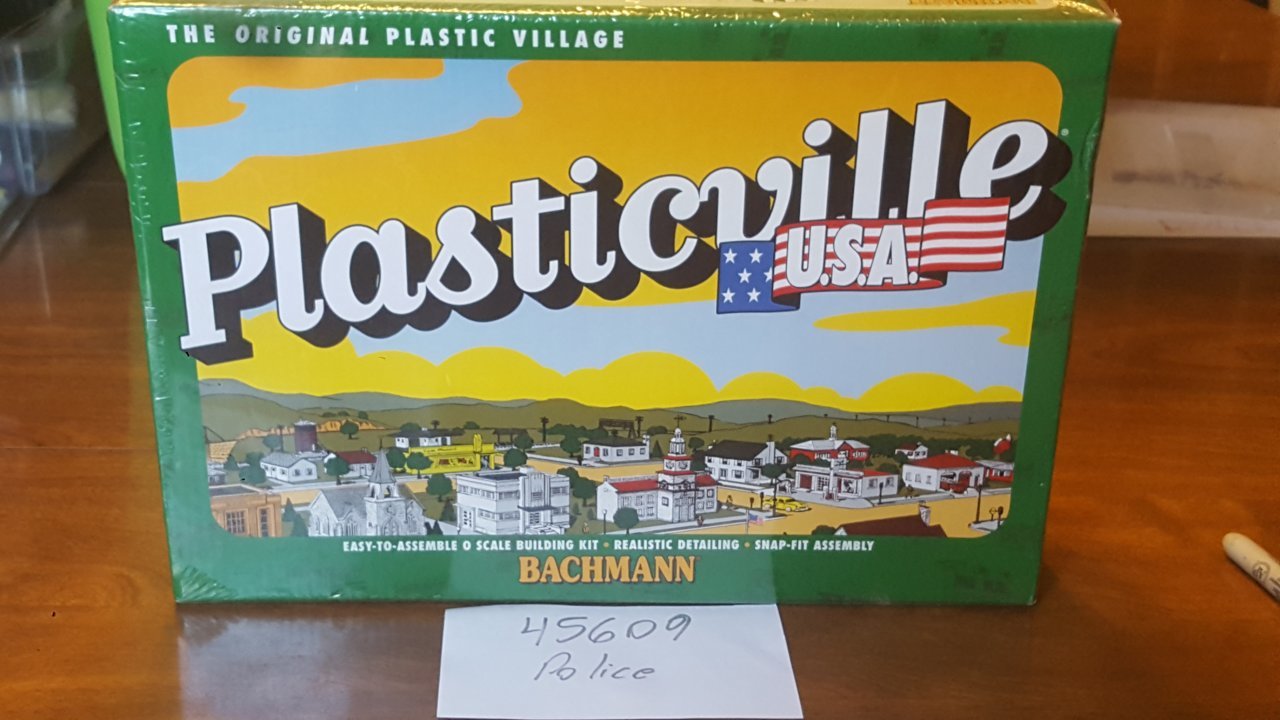 THE ORIGINAL PLASTIC VILLAGE
Plasticville
®
U.S.A.
EASY-TO-ASSEMBLE O SCALE BUILDING KIT • REALISTIC DETAILING • SNAP-FIT ASSEMBLY
BACHMANN
45609
Police